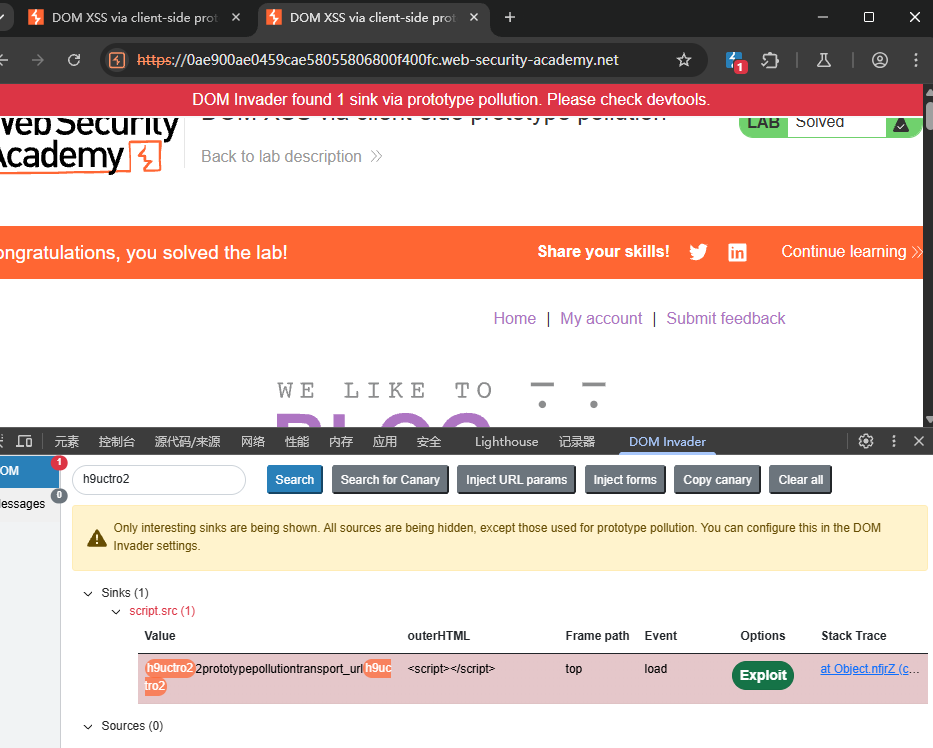 DOM XSS via client-side prot
DOM XSS via client-side prot
https://0ae900ae0459cae58055806800f400fc.web-security-academy.net
1
DOM Invader found 1 sink via prototype pollution. Please check devtools.
Web Security
Academy
DOM XSS via client-side prototype pollution
Back to lab description
LAB
Solved
ongratulations, you solved the lab!
Share your skills!
Continue learning
Home | My account | Submit feedback
WE LIKE TO
BLOG
元素 控制台 源代码/来源 网络 性能 内存 应用 安全 Lighthouse 记录器 DOM Invader
OM
1
essages
0
h9uctro2
Search
Search for Canary
Inject URL params
Inject forms
Copy canary
Clear all
Only interesting sinks are being shown. All sources are being hidden, except those used for prototype pollution. You can configure this in the DOM
Invader settings.
Sinks (1)
script.src (1)
Value outerHTML Frame path Event Options Stack Trace
h9uctro22prototypepollutiontransport_urlh9uc
tro2
<script></script>
top
load
Exploit
at Object.nfjrZ (c...
Sources (0)